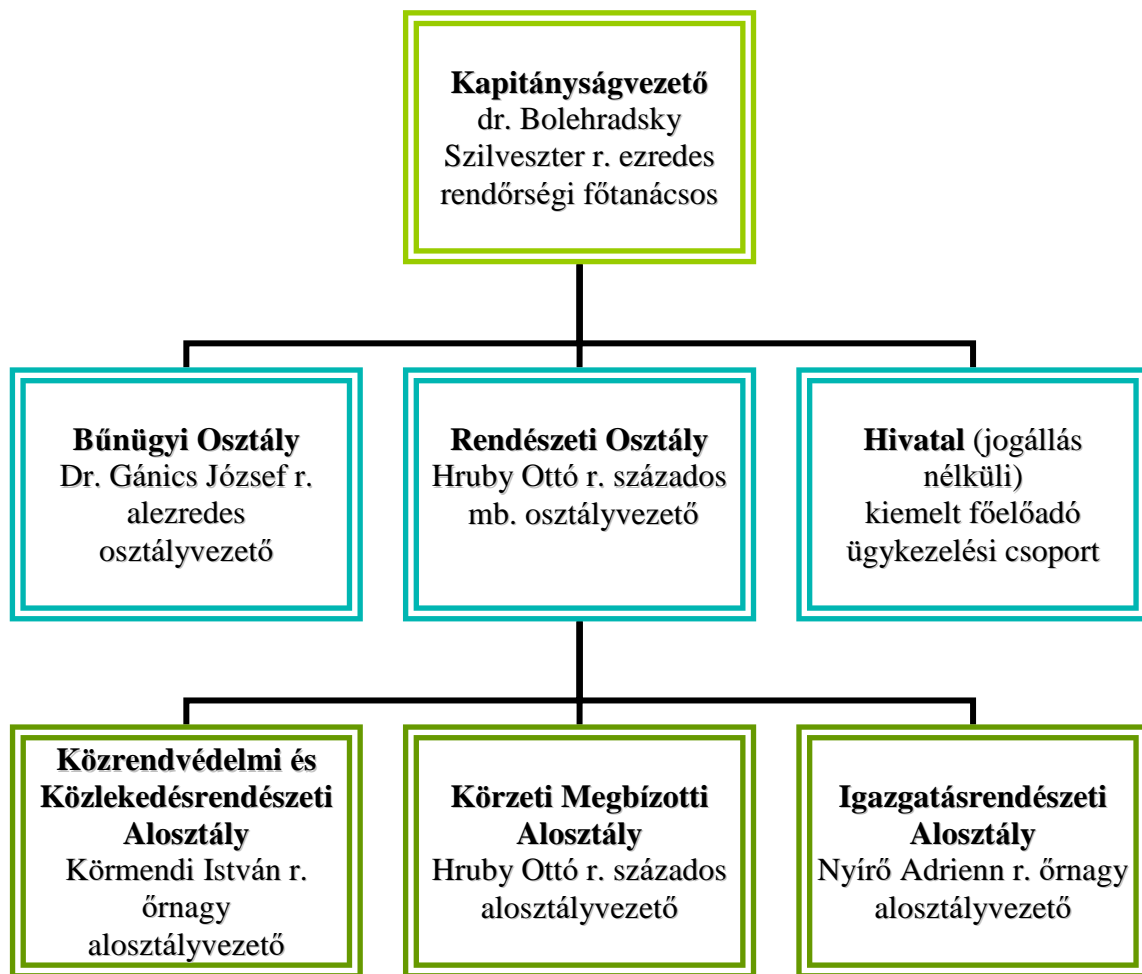 Kapitányságvezető
dr. Bolehradsky
Szilveszter r. ezredes
rendőrségi főtanácsos
Bűnügyi Osztály
Dr. Gánics József r.
alezredes
osztályvezető
Rendészeti Osztály
Hruby Ottó r. százados
mb. osztályvezető
Hivatal (jogállás
nélküli)
kiemelt főelőadó
ügykezelési csoport
Közrendvédelmi és
Közlekedésrendészeti
Alosztály
Körmendi István r.
őrnagy
alosztályvezető
Körzeti Megbízotti
Alosztály
Hruby Ottó r. százados
alosztályvezető
Igazgatásrendészeti
Alosztály
Nyírő Adrienn r. őrnagy
alosztályvezető